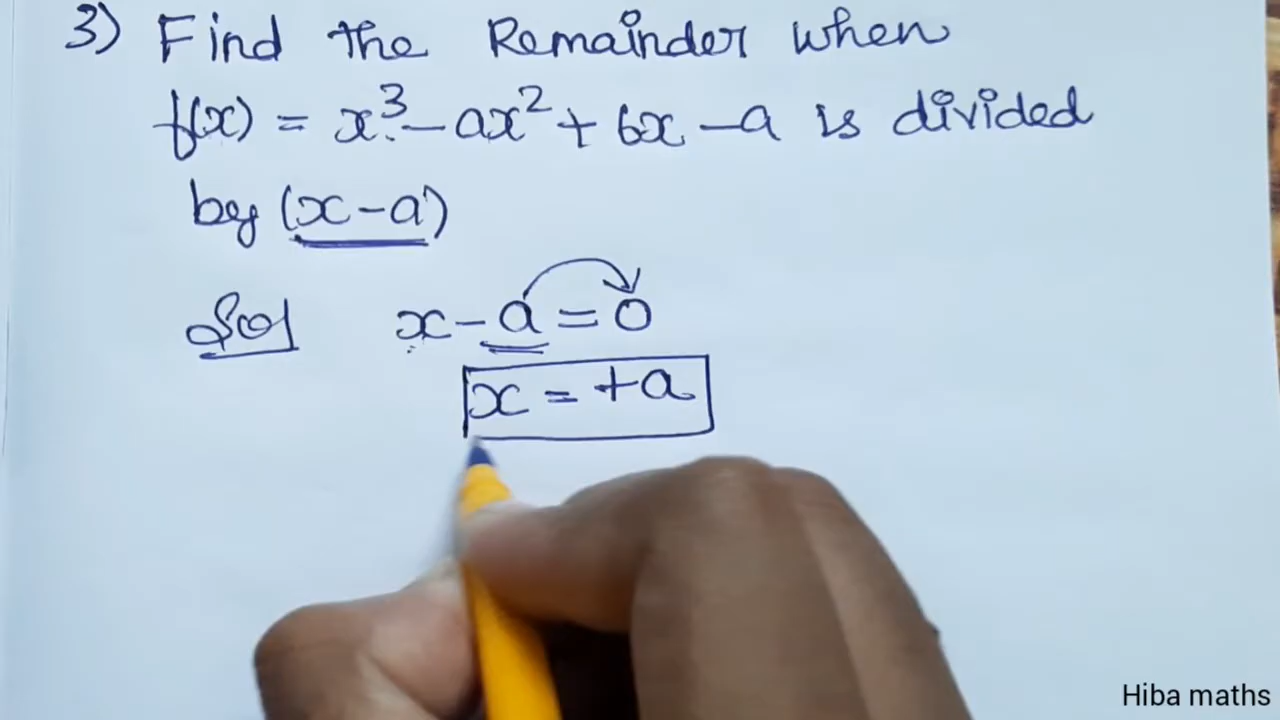 3) Find the Remainder when
f(x) = x³ - ax² + 6x - a is divided
by (x - a)
Sol x - a = 0
x = +a
Hiba maths